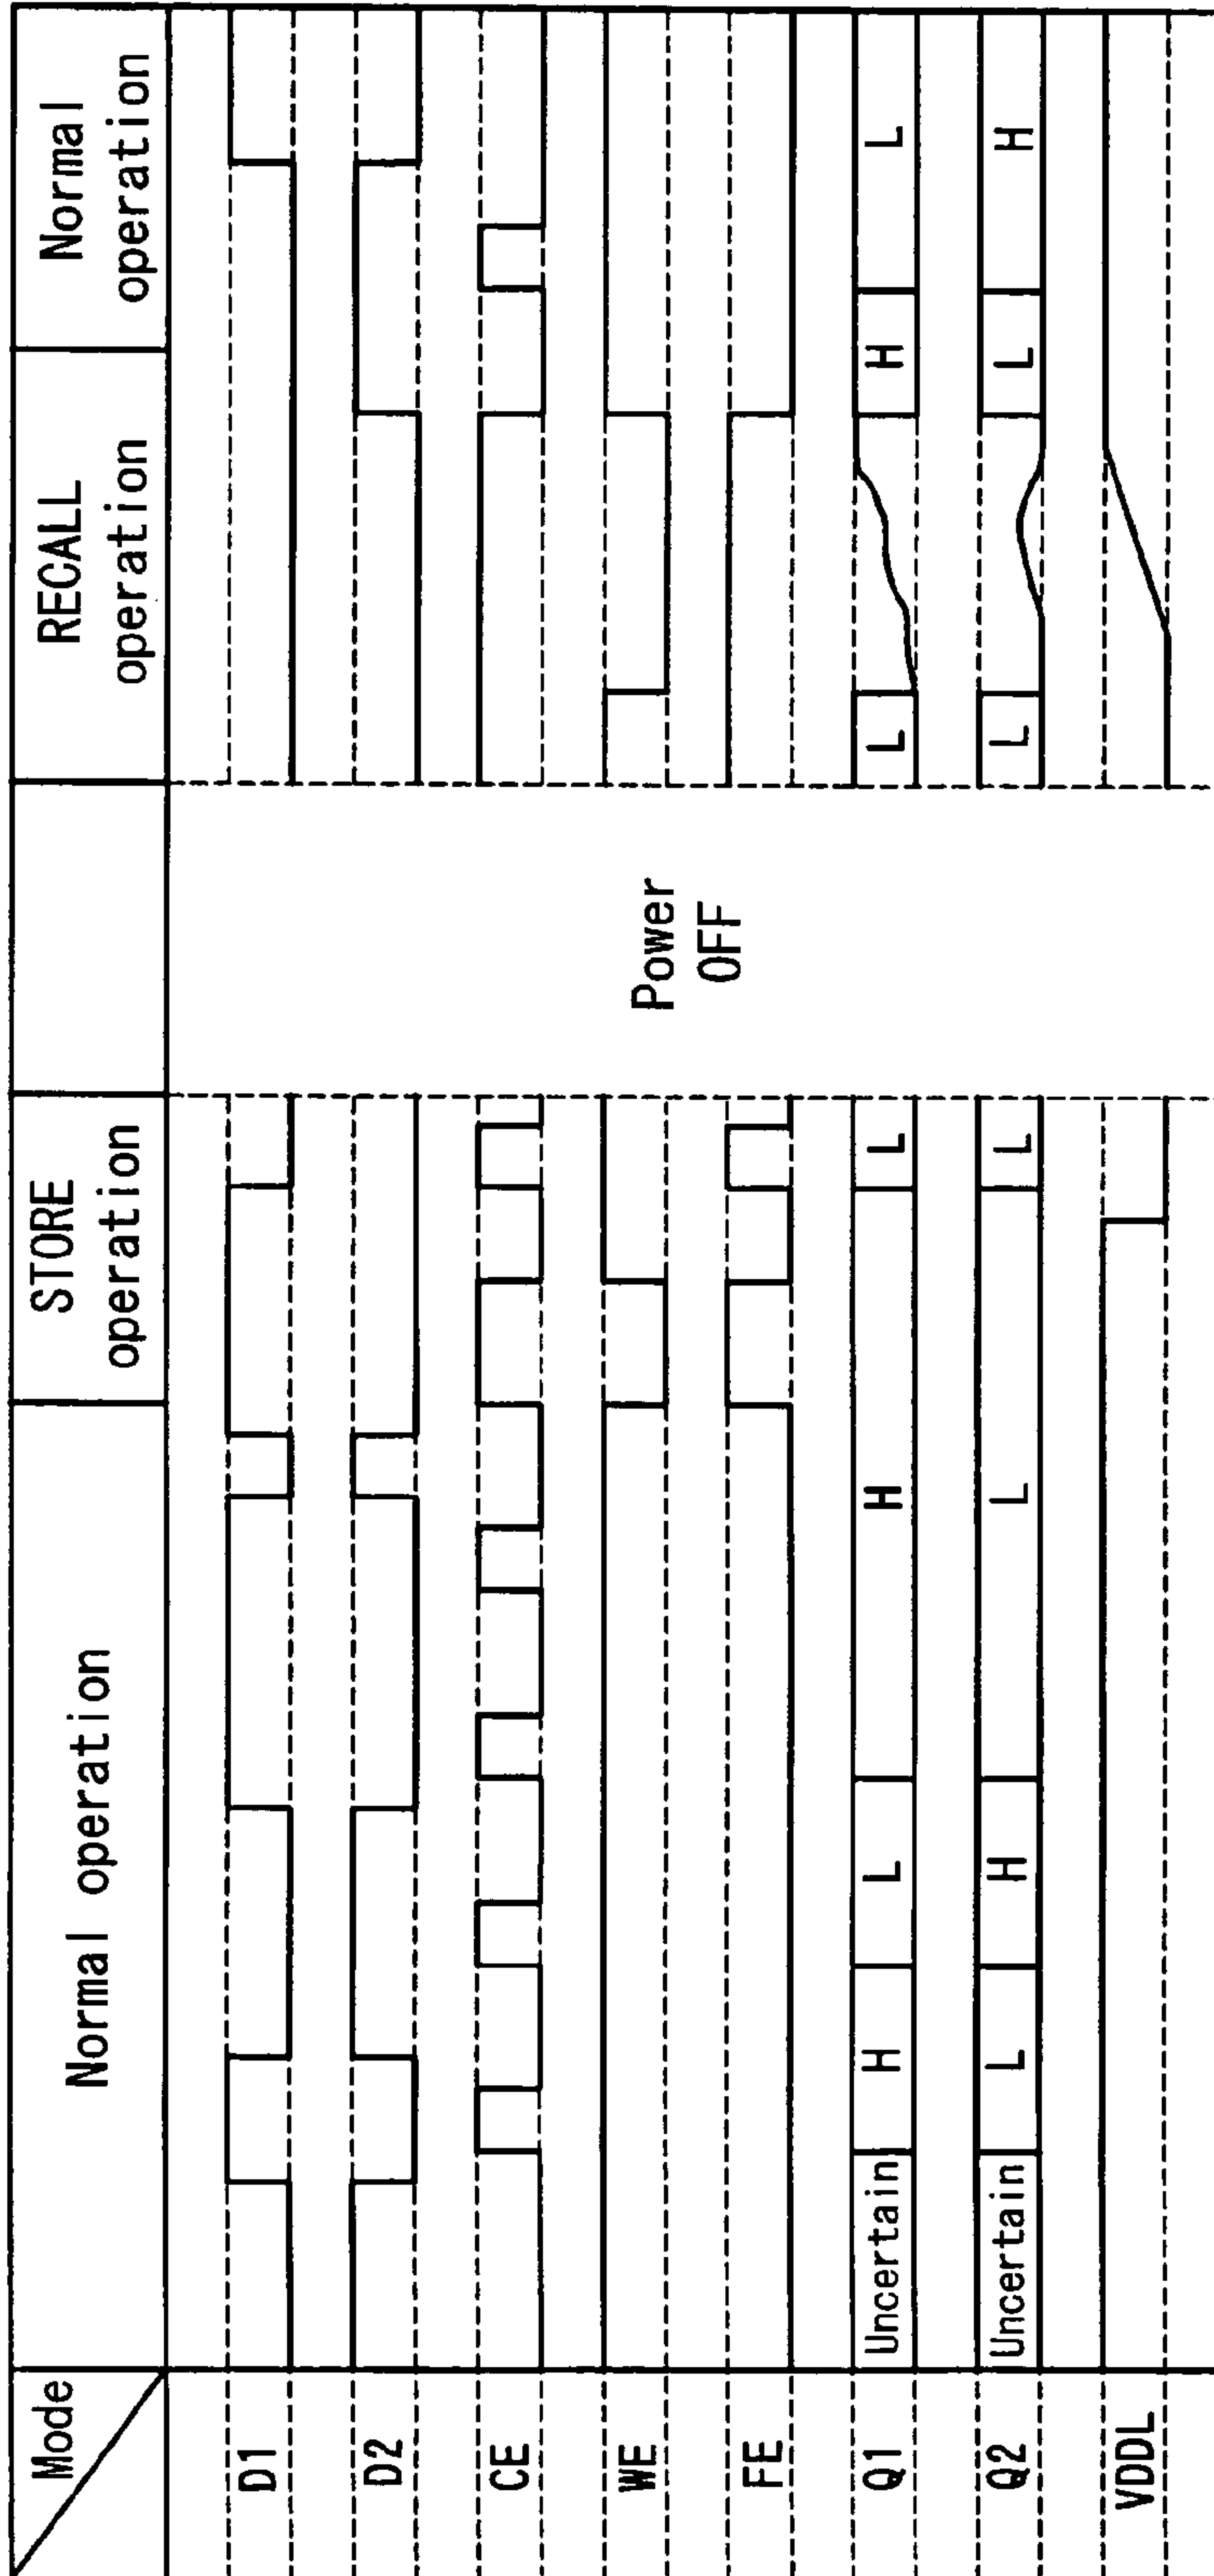 Mode
Normal operation
STORE
operation
RECALL
operation
Normal
operation
D1
D2
CE
WE
FE
Q1
Uncertain
H
L
H
L
L
H
L
Q2
Uncertain
L
H
L
L
L
L
H
VDDL
Power
OFF